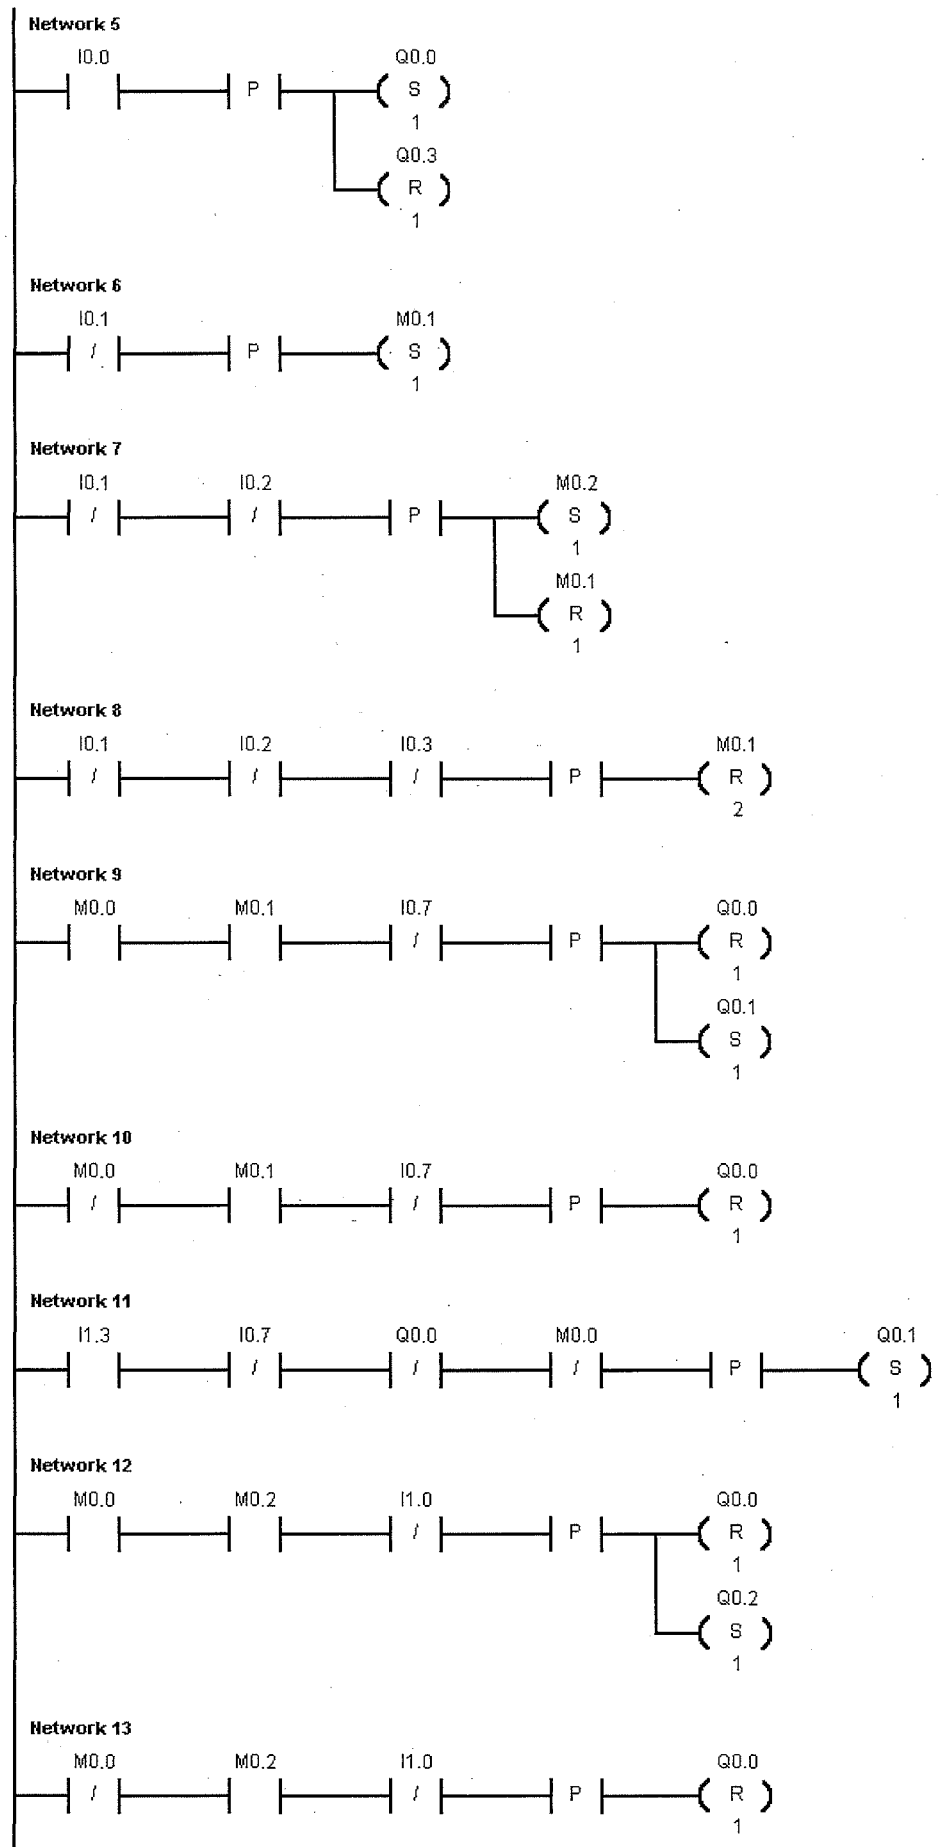 Network 5
I0.0 Q0.0
P S
1
Q0.3
R
1
Network 6
I0.1 M0.1
/ P S
1
Network 7
I0.1 I0.2 M0.2
/ / P S
1
M0.1
R
1
Network 8
I0.1 I0.2 I0.3 M0.1
/ / / P R
2
Network 9
M0.0 M0.1 I0.7 Q0.0
/ P R
1
Q0.1
S
1
Network 10
M0.0 M0.1 I0.7 Q0.0
/ / P R
1
Network 11
I1.3 I0.7 Q0.0 M0.0 Q0.1
/ / / P S
1
Network 12
M0.0 M0.2 I1.0 Q0.0
/ P R
1
Q0.2
S
1
Network 13
M0.0 M0.2 I1.0 Q0.0
/ / P R
1